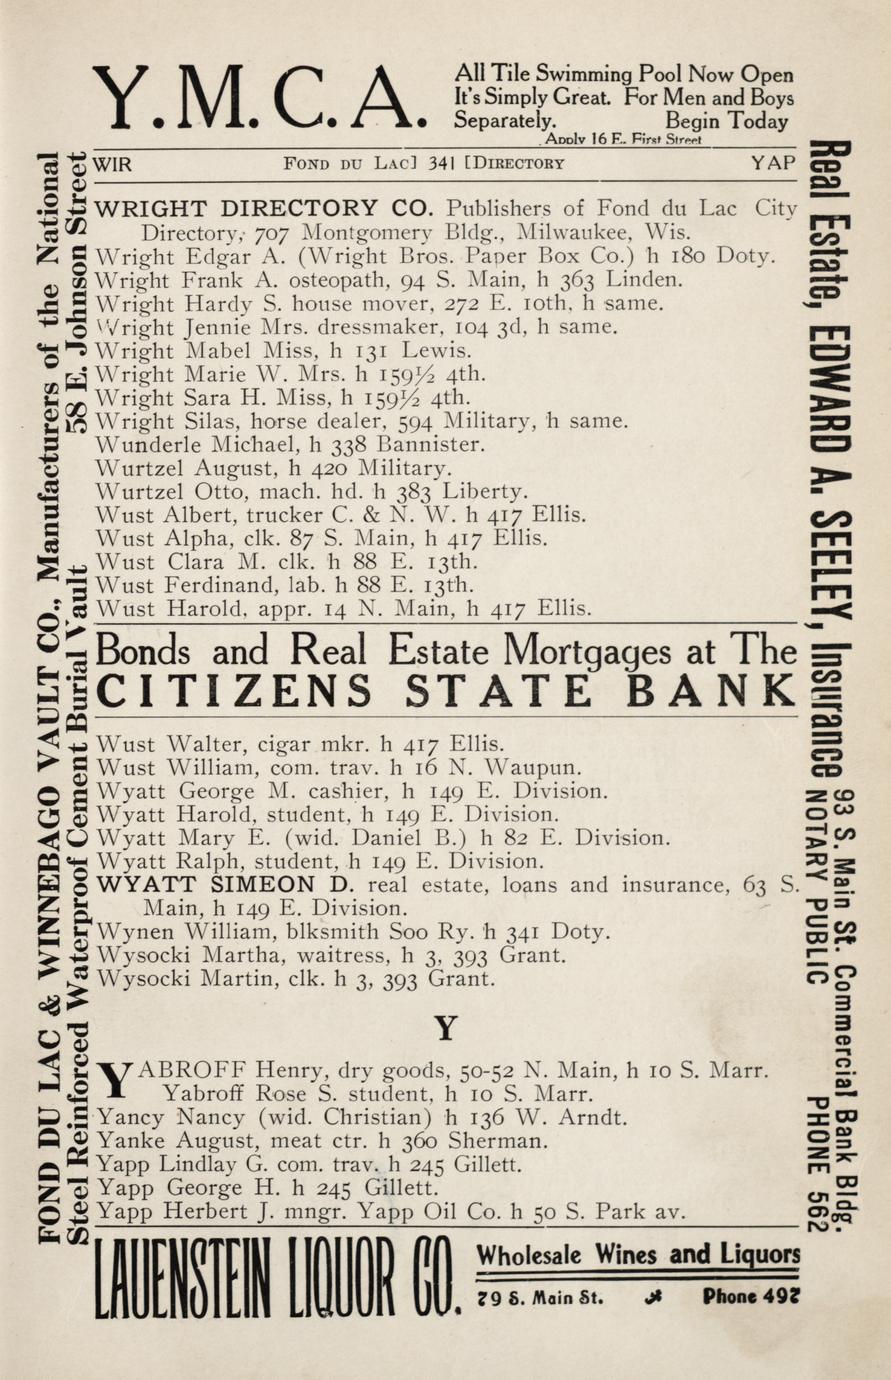 Y.M.C.A.
All Tile Swimming Pool Now Open
It's Simply Great. For Men and Boys
Separately. Begin Today
Apply 16 E. First Street
WIR FOND DU LAC] 341 [DIRECTORY YAP
WRIGHT DIRECTORY CO. Publishers of Fond du Lac City
Directory, 707 Montgomery Bldg., Milwaukee, Wis.
Wright Edgar A. (Wright Bros. Paper Box Co.) h 180 Doty.
Wright Frank A. osteopath, 94 S. Main, h 363 Linden.
Wright Hardy S. house mover, 272 E. 10th, h same.
Wright Jennie Mrs. dressmaker, 104 3d, h same.
Wright Mabel Miss, h 131 Lewis.
Wright Marie W. Mrs. h 159½ 4th.
Wright Sara H. Miss, h 159½ 4th.
Wright Silas, horse dealer, 594 Military, h same.
Wunderle Michael, h 338 Bannister.
Wurtzel August, h 420 Military.
Wurtzel Otto, mach. hd. h 383 Liberty.
Wust Albert, trucker C. & N. W. h 417 Ellis.
Wust Alpha, clk. 87 S. Main, h 417 Ellis.
Wust Clara M. clk. h 88 E. 13th.
Wust Ferdinand, lab. h 88 E. 13th.
Wust Harold, appr. 14 N. Main, h 417 Ellis.
Bonds and Real Estate Mortgages at The
CITIZENS STATE BANK
Wust Walter, cigar mkr. h 417 Ellis.
Wust William, com. trav. h 16 N. Waupun.
Wyatt George M. cashier, h 149 E. Division.
Wyatt Harold, student, h 149 E. Division.
Wyatt Mary E. (wid. Daniel B.) h 82 E. Division.
Wyatt Ralph, student, h 149 E. Division.
WYATT SIMEON D. real estate, loans and insurance, 63 S.
Main, h 149 E. Division.
Wynen William, blksmith Soo Ry. h 341 Doty.
Wysocki Martha, waitress, h 3, 393 Grant.
Wysocki Martin, clk. h 3, 393 Grant.
Y
YABROFF Henry, dry goods, 50-52 N. Main, h 10 S. Marr.
Yabroff Rose S. student, h 10 S. Marr.
Yancy Nancy (wid. Christian) h 136 W. Arndt.
Yanke August, meat ctr. h 360 Sherman.
Yapp Lindlay G. com. trav. h 245 Gillett.
Yapp George H. h 245 Gillett.
Yapp Herbert J. mngr. Yapp Oil Co. h 50 S. Park av.
LAUENSTEIN LIQUOR CO.
Wholesale Wines and Liquors
79 S. Main St. Phone 497
FOND DU LAC & WINNEBAGO VAULT CO., Manufacturers of the National
Steel Reinforced Waterproof Cement Burial Vault 58 E. Johnson Street
Real Estate, EDWARD A. SEELEY, Insurance
93 S. Main St. Commercial Bank Bldg.
NOTARY PUBLIC PHONE 562